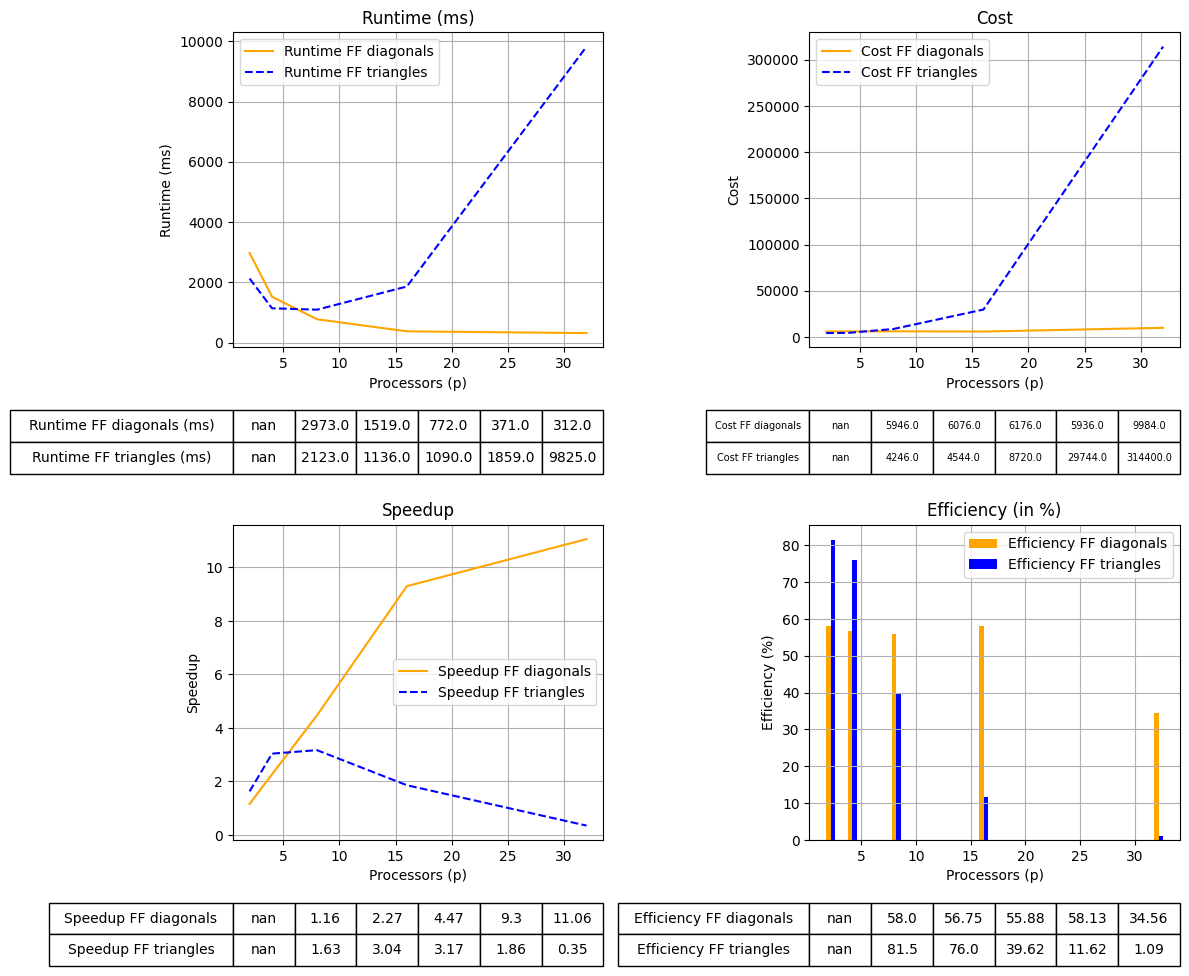 Runtime (ms)
10000
8000
6000
4000
2000
0
Runtime (ms)
Runtime FF diagonals
Runtime FF triangles
5 10 15 20 25 30
Processors (p)
Runtime FF diagonals (ms) nan 2973.0 1519.0 772.0 371.0 312.0
Runtime FF triangles (ms) nan 2123.0 1136.0 1090.0 1859.0 9825.0
Cost
300000
250000
200000
150000
100000
50000
0
Cost
Cost FF diagonals
Cost FF triangles
5 10 15 20 25 30
Processors (p)
Cost FF diagonals nan 5946.0 6076.0 6176.0 5936.0 9984.0
Cost FF triangles nan 4246.0 4544.0 8720.0 29744.0 314400.0
Speedup
10
8
6
4
2
0
Speedup
Speedup FF diagonals
Speedup FF triangles
5 10 15 20 25 30
Processors (p)
Speedup FF diagonals nan 1.16 2.27 4.47 9.3 11.06
Speedup FF triangles nan 1.63 3.04 3.17 1.86 0.35
Efficiency (in %)
80
70
60
50
40
30
20
10
0
Efficiency (%)
Efficiency FF diagonals
Efficiency FF triangles
5 10 15 20 25 30
Processors (p)
Efficiency FF diagonals nan 58.0 56.75 55.88 58.13 34.56
Efficiency FF triangles nan 81.5 76.0 39.62 11.62 1.09